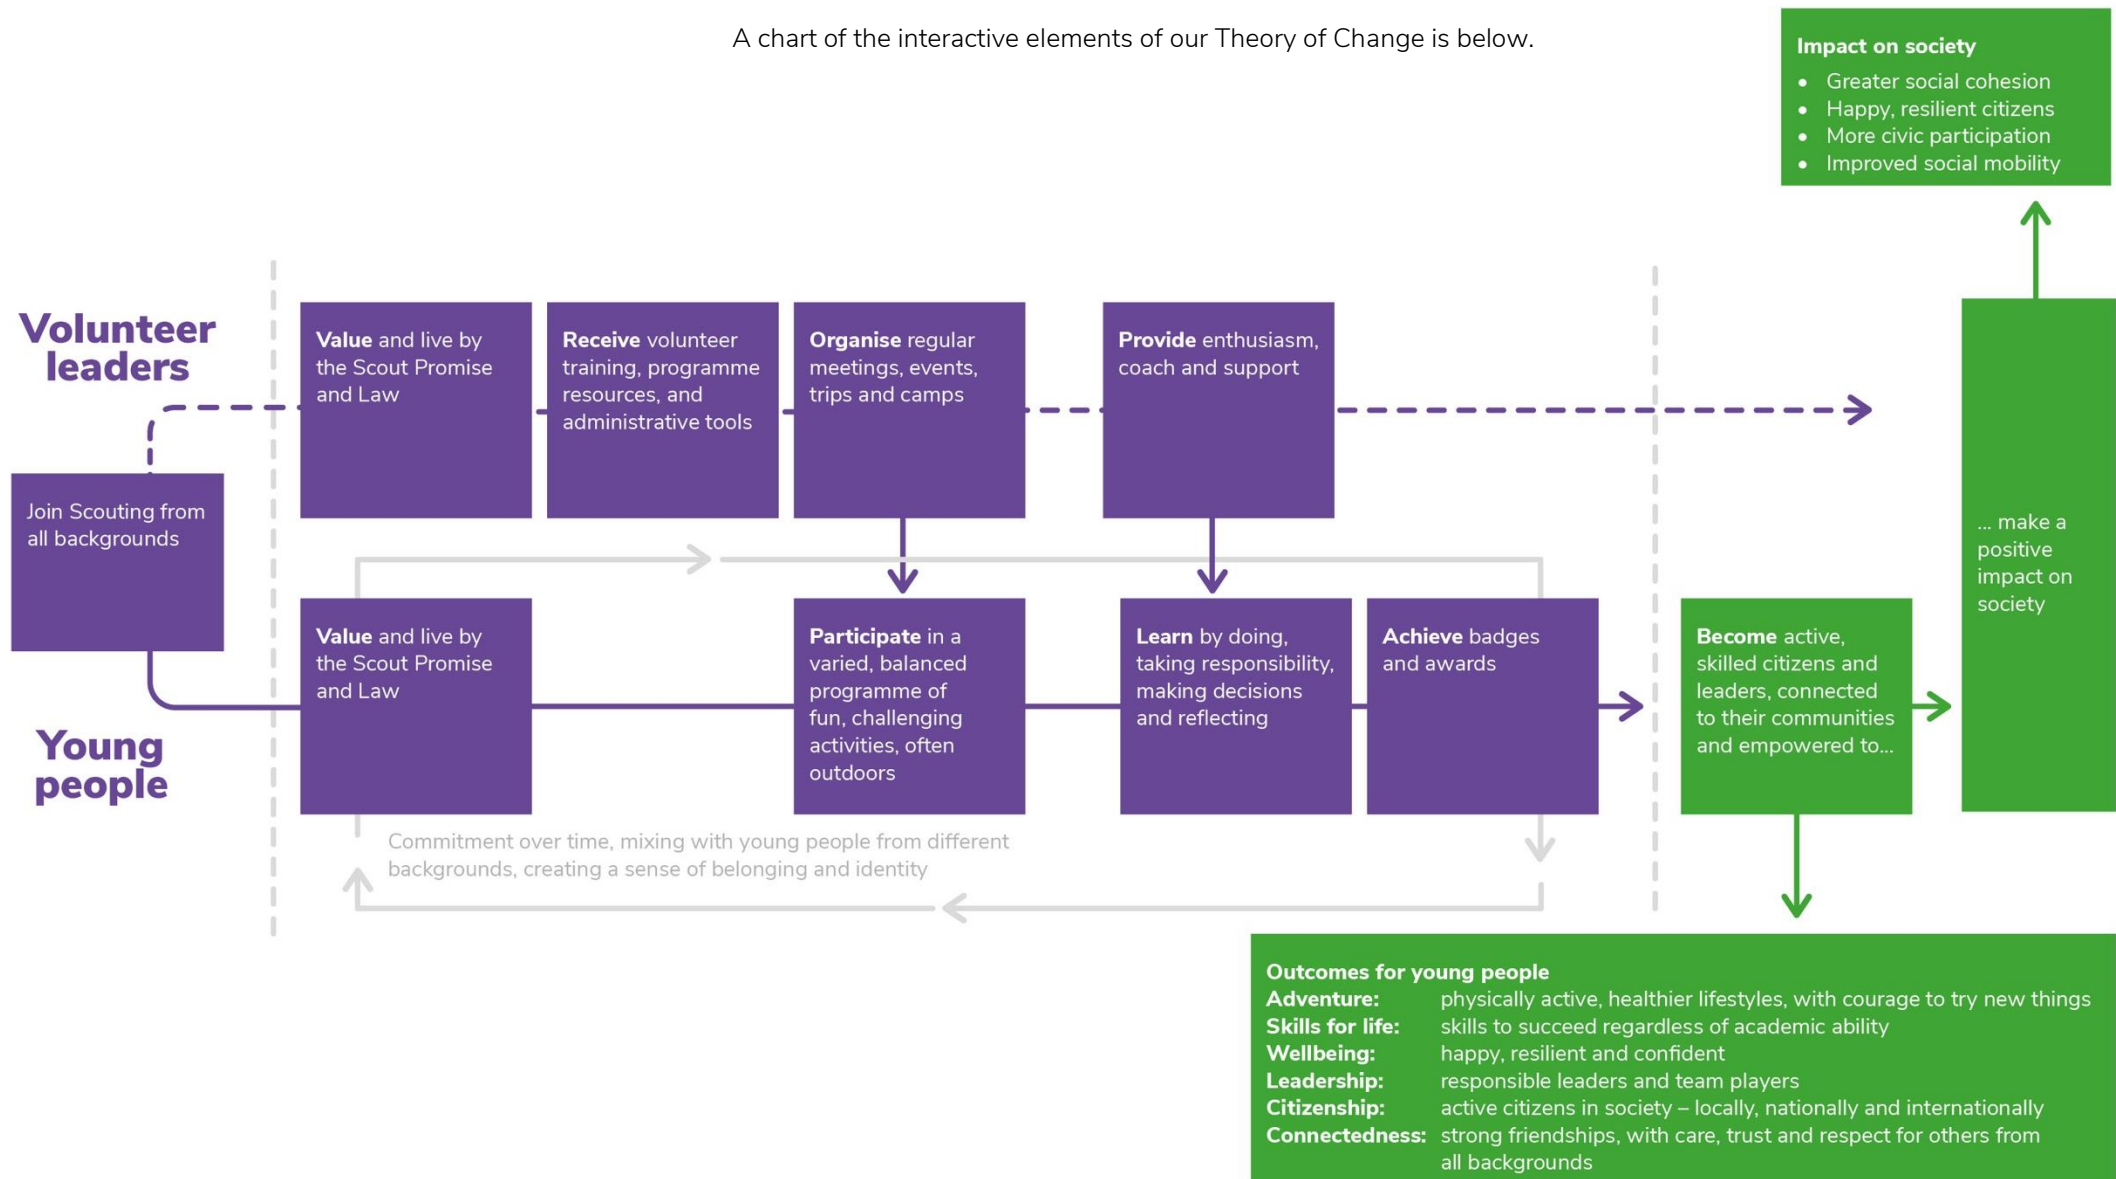 A chart of the interactive elements of our Theory of Change is below.
Impact on society
• Greater social cohesion
• Happy, resilient citizens
• More civic participation
• Improved social mobility
Volunteer
leaders
Value and live by
the Scout Promise
and Law
Receive volunteer
training, programme
resources, and
administrative tools
Organise regular
meetings, events,
trips and camps
Provide enthusiasm,
coach and support
Join Scouting from
all backgrounds
Young
people
Value and live by
the Scout Promise
and Law
Participate in a
varied, balanced
programme of
fun, challenging
activities, often
outdoors
Learn by doing,
taking responsibility,
making decisions
and reflecting
Achieve badges
and awards
Become active,
skilled citizens and
leaders, connected
to their communities
and empowered to...
... make a
positive
impact on
society
Commitment over time, mixing with young people from different
backgrounds, creating a sense of belonging and identity
Outcomes for young people
Adventure: physically active, healthier lifestyles, with courage to try new things
Skills for life: skills to succeed regardless of academic ability
Wellbeing: happy, resilient and confident
Leadership: responsible leaders and team players
Citizenship: active citizens in society – locally, nationally and internationally
Connectedness: strong friendships, with care, trust and respect for others from
all backgrounds